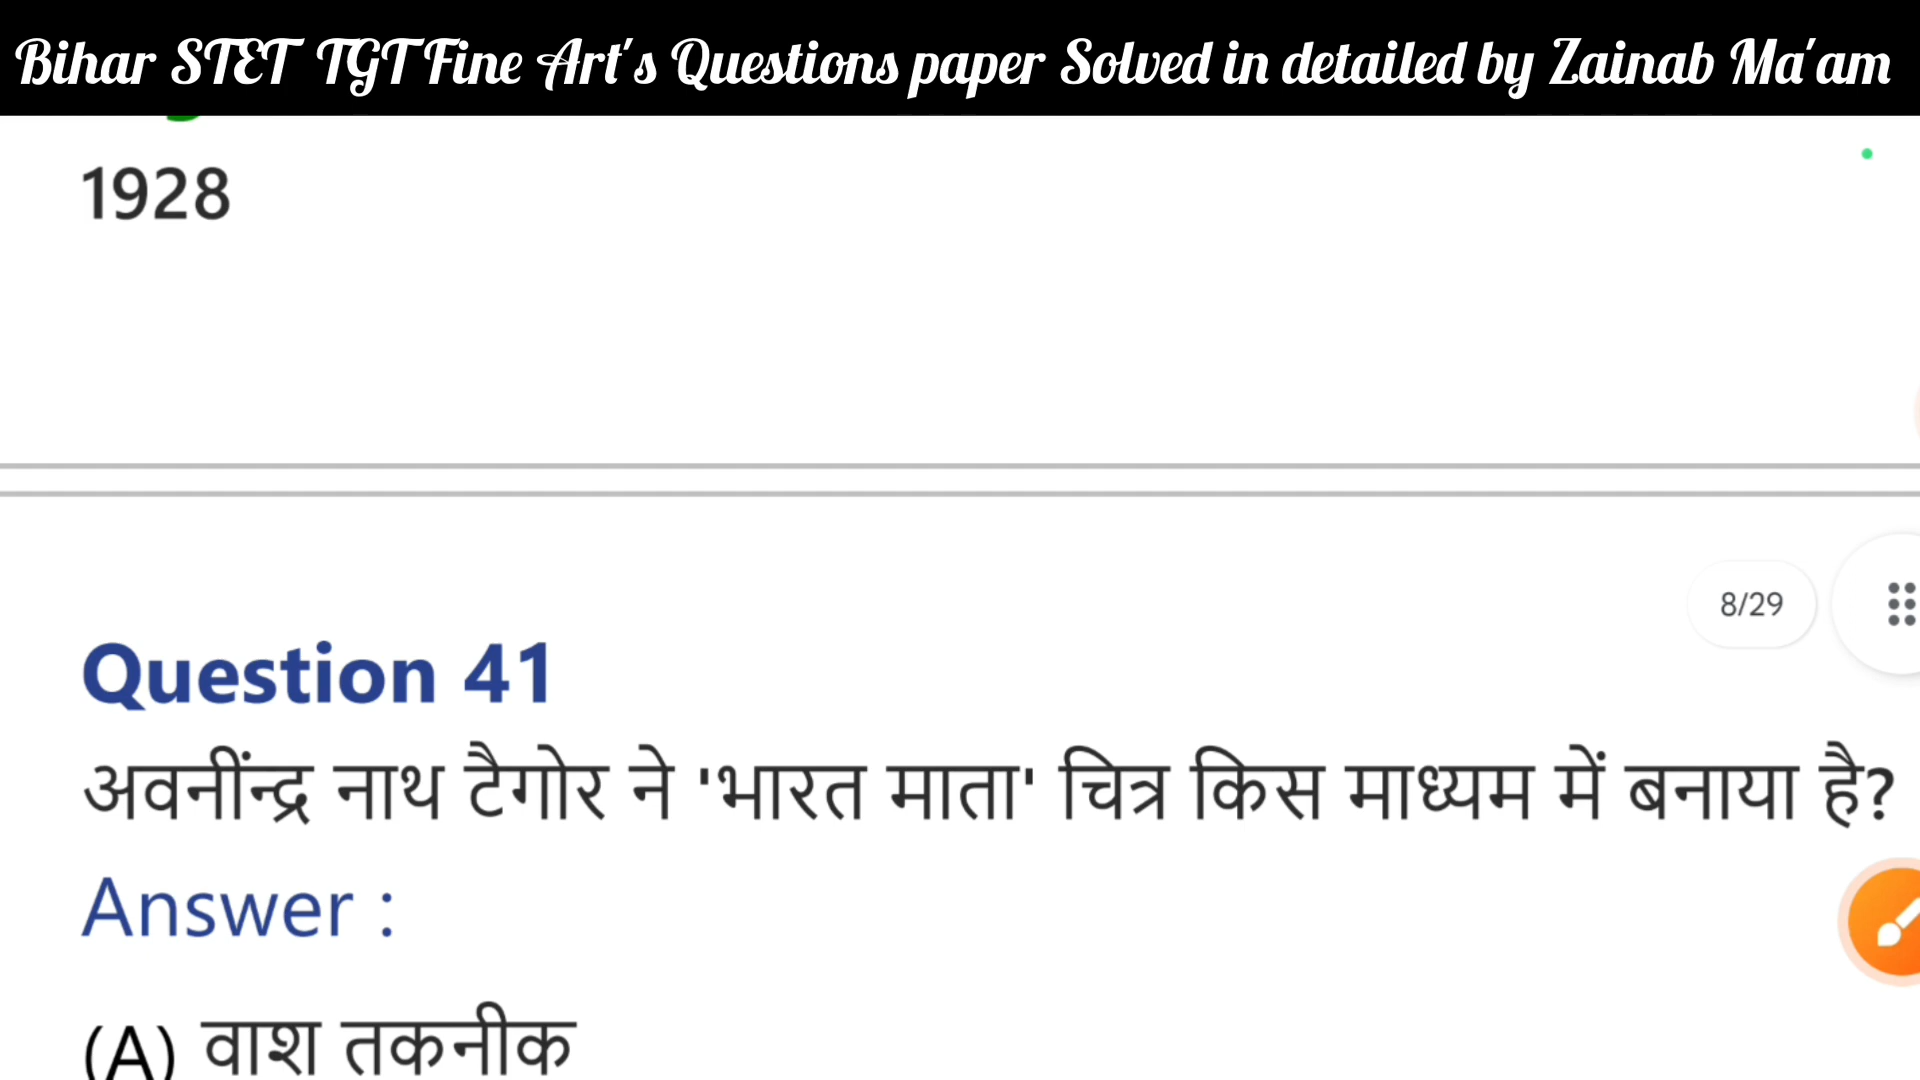 Bihar STET TGT Fine Art's Questions paper Solved in detailed by Zainab Ma'am
1928
8/29
Question 41
अवनींन्द्र नाथ टैगोर ने 'भारत माता' चित्र किस माध्यम में बनाया है?
Answer :
(A) वाश तकनीक